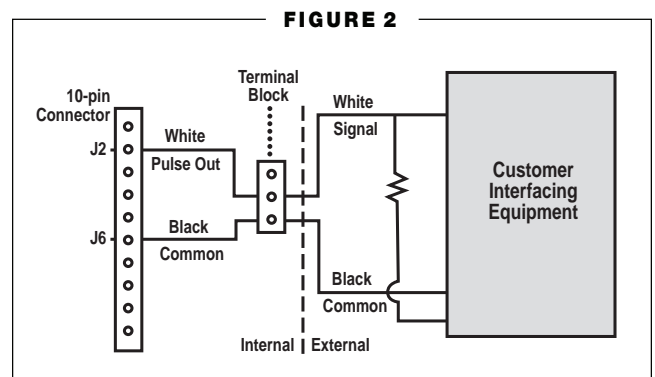 FIGURE 2
Terminal
Block
10-pin
Connector
White
Signal
J2
White
Pulse Out
Customer
Interfacing
Equipment
J6
Black
Common
Black
Common
Internal
External